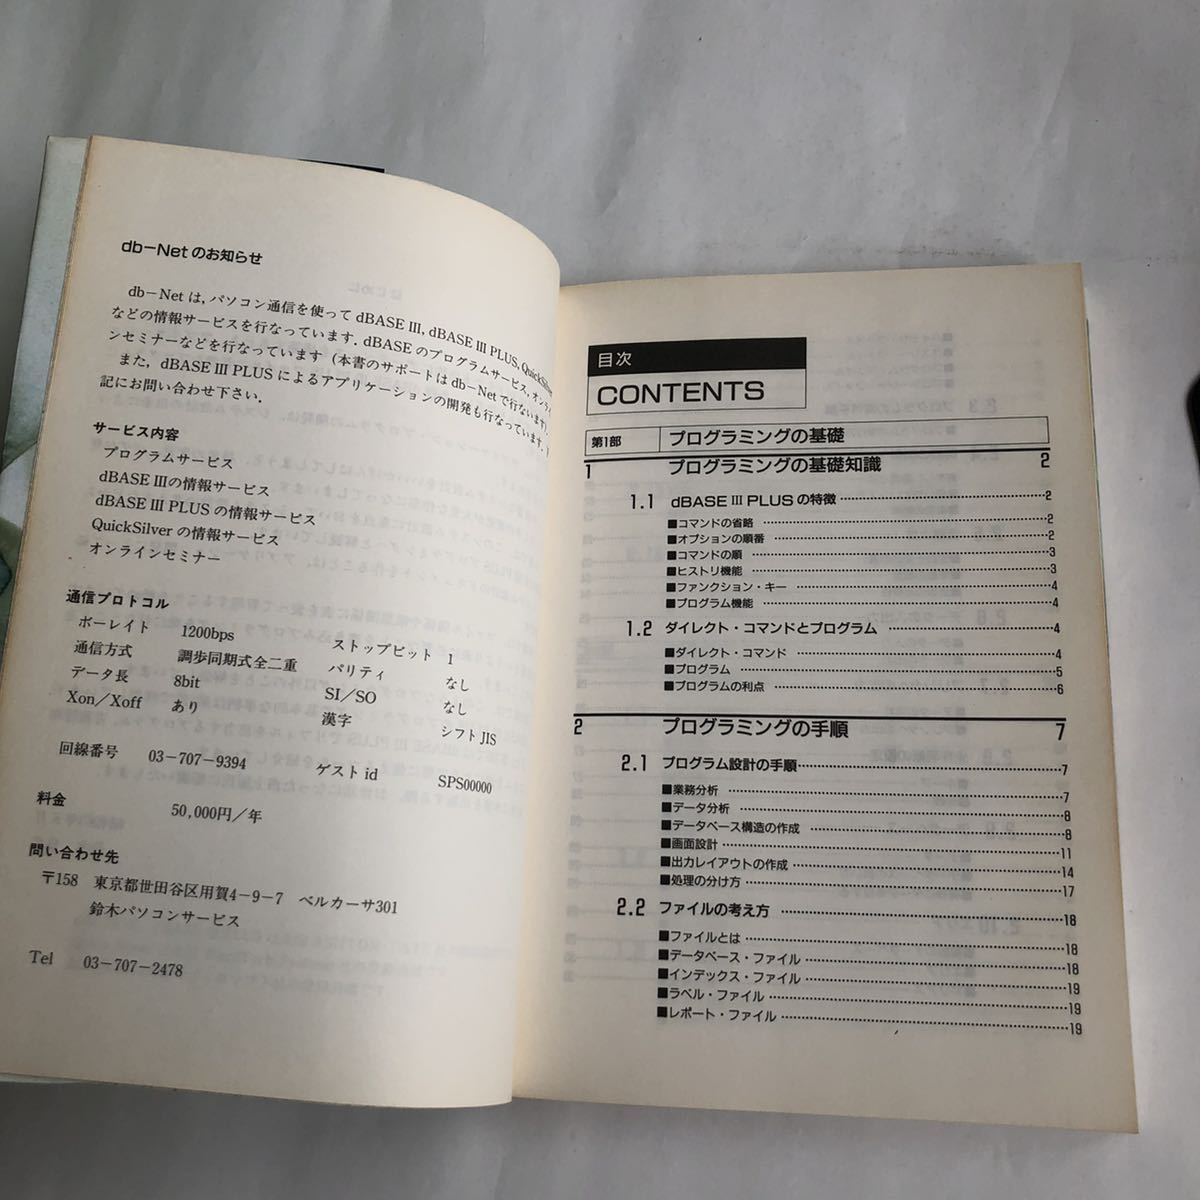 db－Netのお知らせ
db－Netは，パソコン通信を使ってdBASE III，dBASE III PLUS，QuickSilver
などの情報サービスを行なっています．dBASEのプログラムサービス，オンライ
ンセミナーなどを行なっています（本書のサポートはdb－Netで行ないます）．
また，dBASE III PLUSによるアプリケーションの開発も行なっています．下
記にお問い合わせ下さい．
サービス内容
プログラムサービス
dBASE IIIの情報サービス
dBASE III PLUSの情報サービス
QuickSilverの情報サービス
オンラインセミナー
通信プロトコル
ボーレイト 1200bps ストップビット 1
通信方式 調歩同期式全二重 パリティ なし
データ長 8bit SI／SO なし
Xon／Xoff あり 漢字 シフトJIS
回線番号 03－707－9394 ゲストid SPS00000
料金
50,000円／年
問い合わせ先
〒158 東京都世田谷区用賀4－9－7 ベルカーサ301
鈴木パソコンサービス
Tel 03－707－2478
目次
CONTENTS
第1部 プログラミングの基礎
1 プログラミングの基礎知識 2
1.1 dBASE III PLUSの特徴 2
■コマンドの省略 2
■オプションの順番 2
■コマンドの順 3
■ヒストリ機能 3
■ファンクション・キー 4
■プログラム機能 4
1.2 ダイレクト・コマンドとプログラム 4
■ダイレクト・コマンド 4
■プログラム 5
■プログラムの利点 6
2 プログラミングの手順 7
2.1 プログラム設計の手順 7
■業務分析 7
■データ分析 8
■データベース構造の作成 8
■画面設計 11
■出力レイアウトの作成 14
■処理の分け方 17
2.2 ファイルの考え方 18
■ファイルとは 18
■データベース・ファイル 18
■インデックス・ファイル 19
■ラベル・ファイル 19
■レポート・ファイル 19